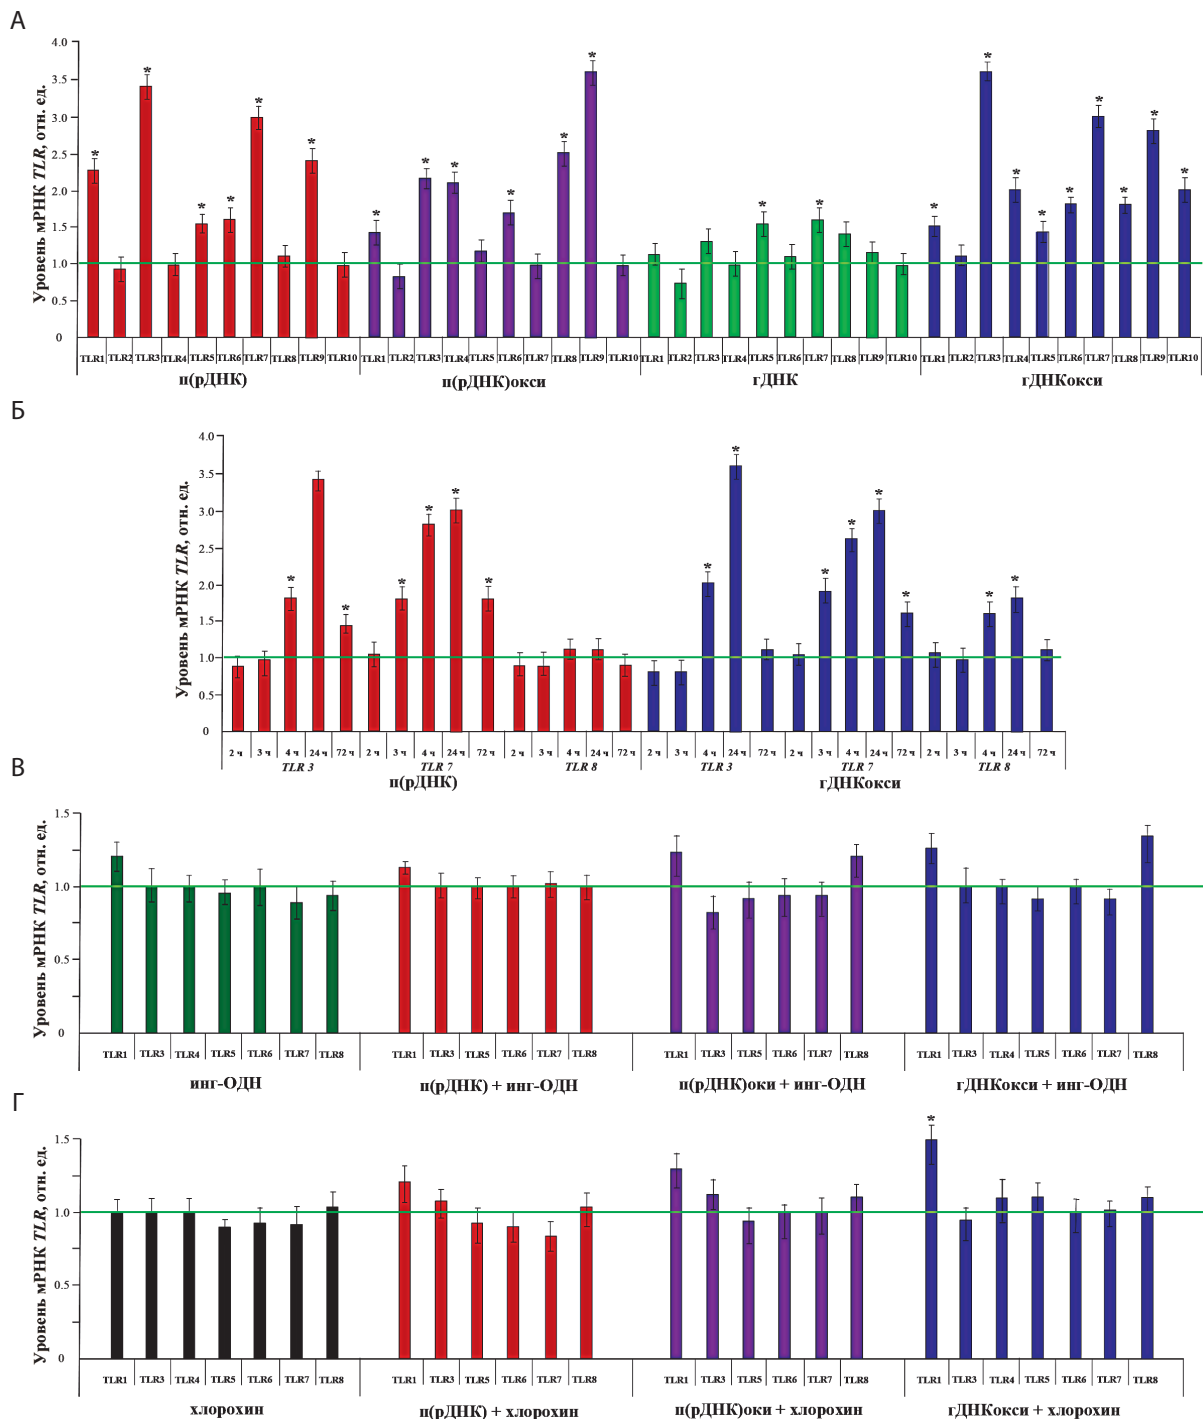 А
Уровень мРНК TLR, отн. ед.
4.0
3.5
3.0
2.5
2.0
1.5
1.0
0.5
0
* * * * * *
* * * * * *
* *
* * * * * * * * *
TLR1 TLR2 TLR3 TLR4 TLR5 TLR6 TLR7 TLR8 TLR9 TLR10 TLR1 TLR2 TLR3 TLR4 TLR5 TLR6 TLR7 TLR8 TLR9 TLR10 TLR1 TLR2 TLR3 TLR4 TLR5 TLR6 TLR7 TLR8 TLR9 TLR10 TLR1 TLR2 TLR3 TLR4 TLR5 TLR6 TLR7 TLR8 TLR9 TLR10
п(рДНК) п(рДНК)окси гДНК гДНКокси
Б
Уровень мРНК TLR, отн. ед.
4.0
3.5
3.0
2.5
2.0
1.5
1.0
0.5
0
* * * * * *
* * * * * * * *
2 ч 3 ч 4 ч 24 ч 72 ч 2 ч 3 ч 4 ч 24 ч 72 ч 2 ч 3 ч 4 ч 24 ч 72 ч 2 ч 3 ч 4 ч 24 ч 72 ч 2 ч 3 ч 4 ч 24 ч 72 ч 2 ч 3 ч 4 ч 24 ч 72 ч
TLR 3 TLR 7 TLR 8 TLR 3 TLR 7 TLR 8
п(рДНК) гДНКокси
В
Уровень мРНК TLR, отн. ед.
1.5
1.0
0.5
0
TLR1 TLR3 TLR4 TLR5 TLR6 TLR7 TLR8 TLR1 TLR3 TLR5 TLR6 TLR7 TLR8 TLR1 TLR3 TLR5 TLR6 TLR7 TLR8 TLR1 TLR3 TLR4 TLR5 TLR6 TLR7 TLR8
инг-ОДН п(рДНК) + инг-ОДН п(рДНК)оки + инг-ОДН гДНКокси + инг-ОДН
Г
Уровень мРНК TLR, отн. ед.
1.5
1.0
0.5
0
*
TLR1 TLR3 TLR4 TLR5 TLR6 TLR7 TLR8 TLR1 TLR3 TLR5 TLR6 TLR7 TLR8 TLR1 TLR3 TLR5 TLR6 TLR7 TLR8 TLR1 TLR3 TLR4 TLR5 TLR6 TLR7 TLR8
хлорохин п(рДНК) + хлорохин п(рДНК)оки + хлорохин гДНКокси + хлорохин